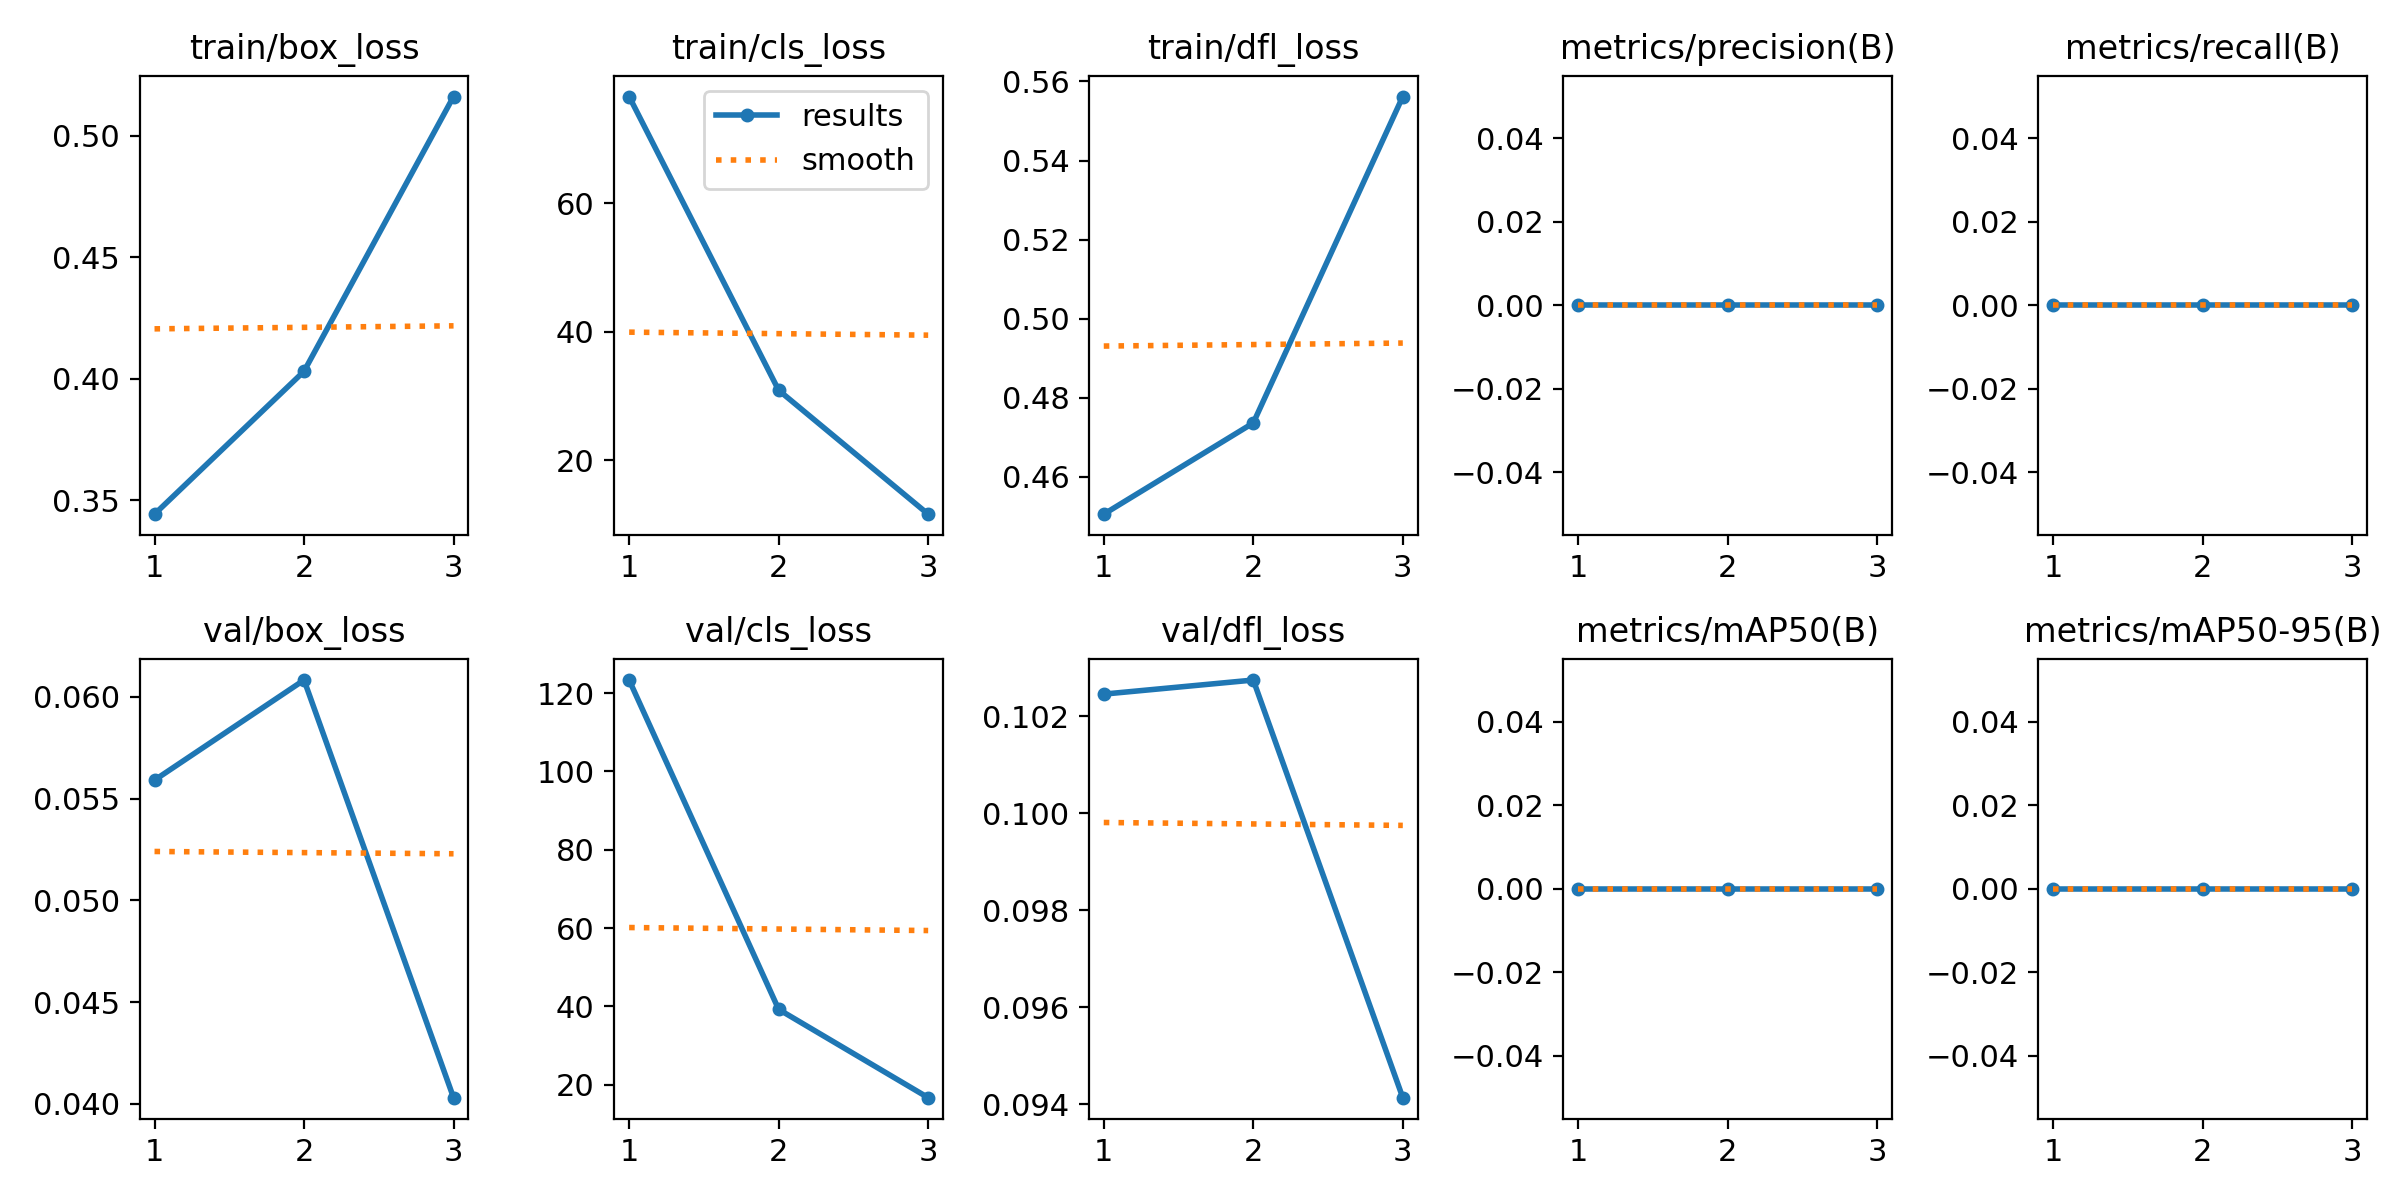 train/box_loss
0.50
0.45
0.40
0.35
1 2 3
train/cls_loss
60
40
20
results
smooth
1 2 3
train/dfl_loss
0.56
0.54
0.52
0.50
0.48
0.46
1 2 3
metrics/precision(B)
0.04
0.02
0.00
−0.02
−0.04
1 2 3
metrics/recall(B)
0.04
0.02
0.00
−0.02
−0.04
1 2 3
val/box_loss
0.060
0.055
0.050
0.045
0.040
1 2 3
val/cls_loss
120
100
80
60
40
20
1 2 3
val/dfl_loss
0.102
0.100
0.098
0.096
0.094
1 2 3
metrics/mAP50(B)
0.04
0.02
0.00
−0.02
−0.04
1 2 3
metrics/mAP50-95(B)
0.04
0.02
0.00
−0.02
−0.04
1 2 3